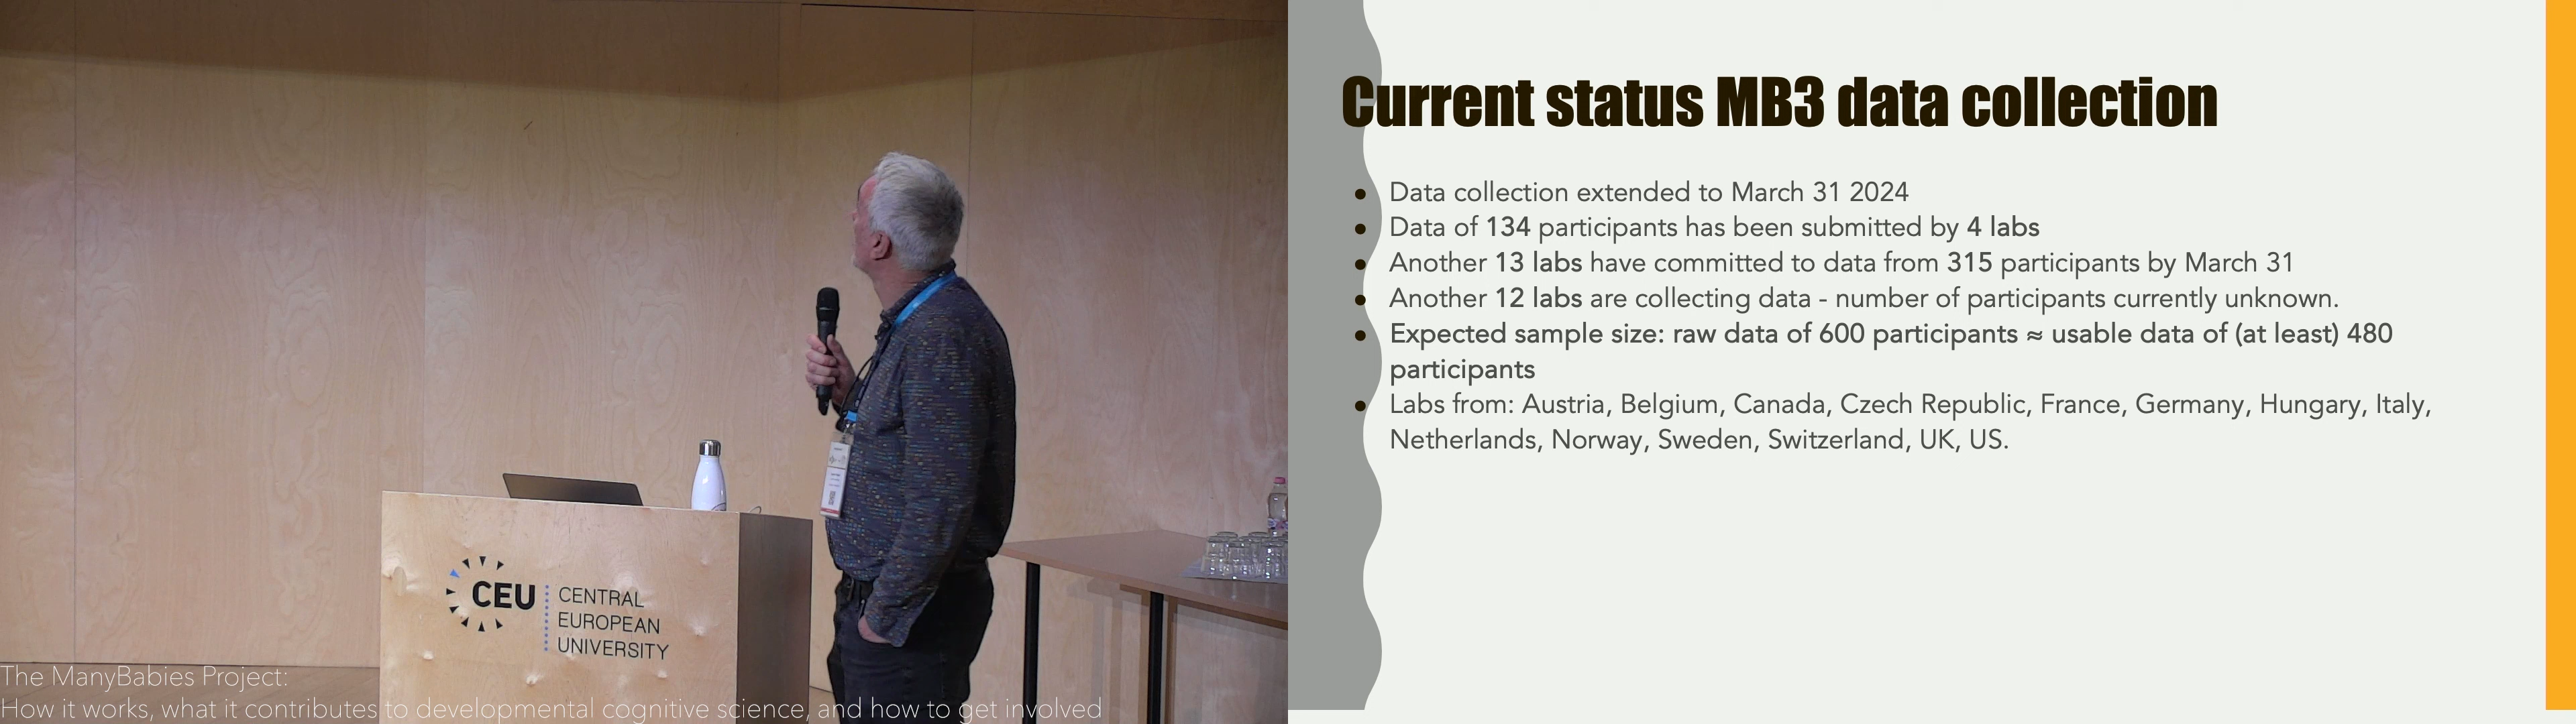 CEU
CENTRAL
EUROPEAN
UNIVERSITY
The ManyBabies Project:
How it works, what it contributes to developmental cognitive science, and how to get involved
Current status MB3 data collection
• Data collection extended to March 31 2024
• Data of 134 participants has been submitted by 4 labs
• Another 13 labs have committed to data from 315 participants by March 31
• Another 12 labs are collecting data - number of participants currently unknown.
• Expected sample size: raw data of 600 participants ≈ usable data of (at least) 480
participants
• Labs from: Austria, Belgium, Canada, Czech Republic, France, Germany, Hungary, Italy,
Netherlands, Norway, Sweden, Switzerland, UK, US.